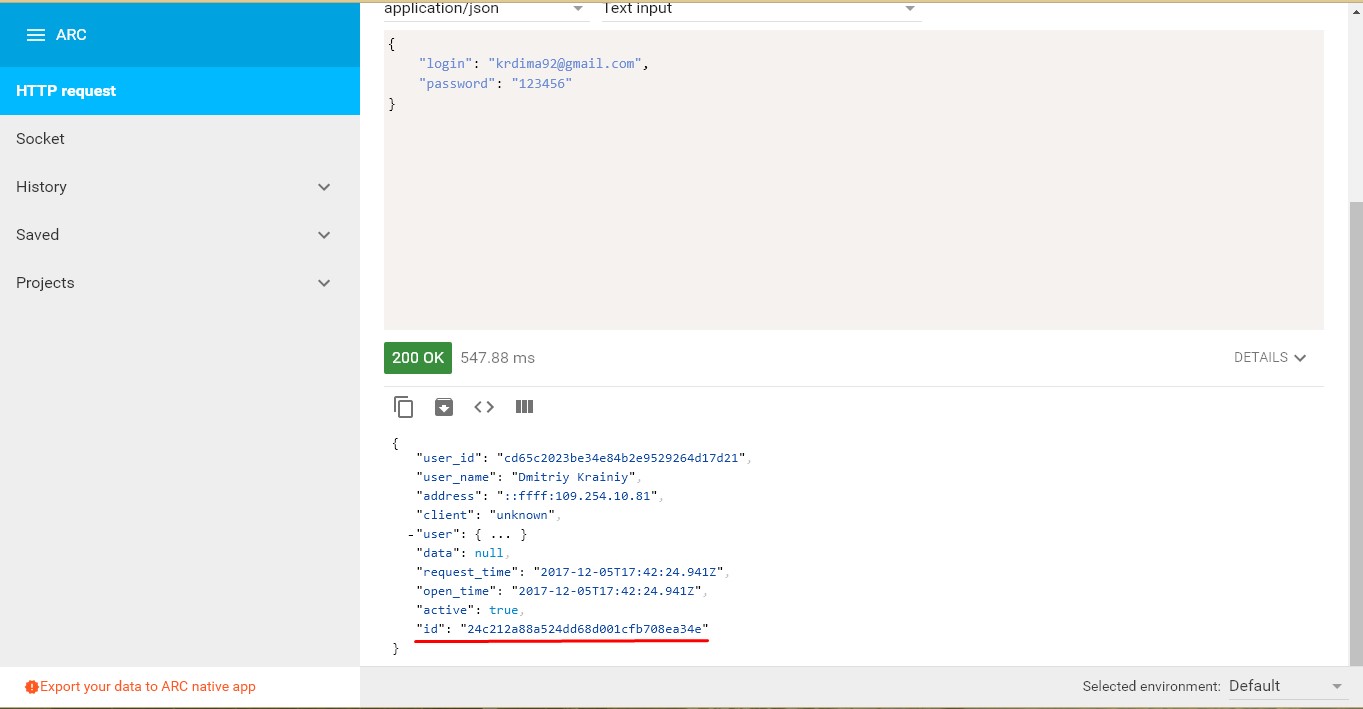 application/json Text input
ARC
{
"login": "krdima92@gmail.com",
"password": "123456"
}
HTTP request
Socket
History
Saved
Projects
200 OK 547.88 ms DETAILS
{
"user_id": "cd65c2023be34e84b2e9529264d17d21",
"user_name": "Dmitriy Krainiy",
"address": "::ffff:109.254.10.81",
"client": "unknown",
-"user": { ... }
"data": null,
"request_time": "2017-12-05T17:42:24.941Z",
"open_time": "2017-12-05T17:42:24.941Z",
"active": true,
"id": "24c212a88a524dd68d001cfb708ea34e"
}
Export your data to ARC native app
Selected environment: Default